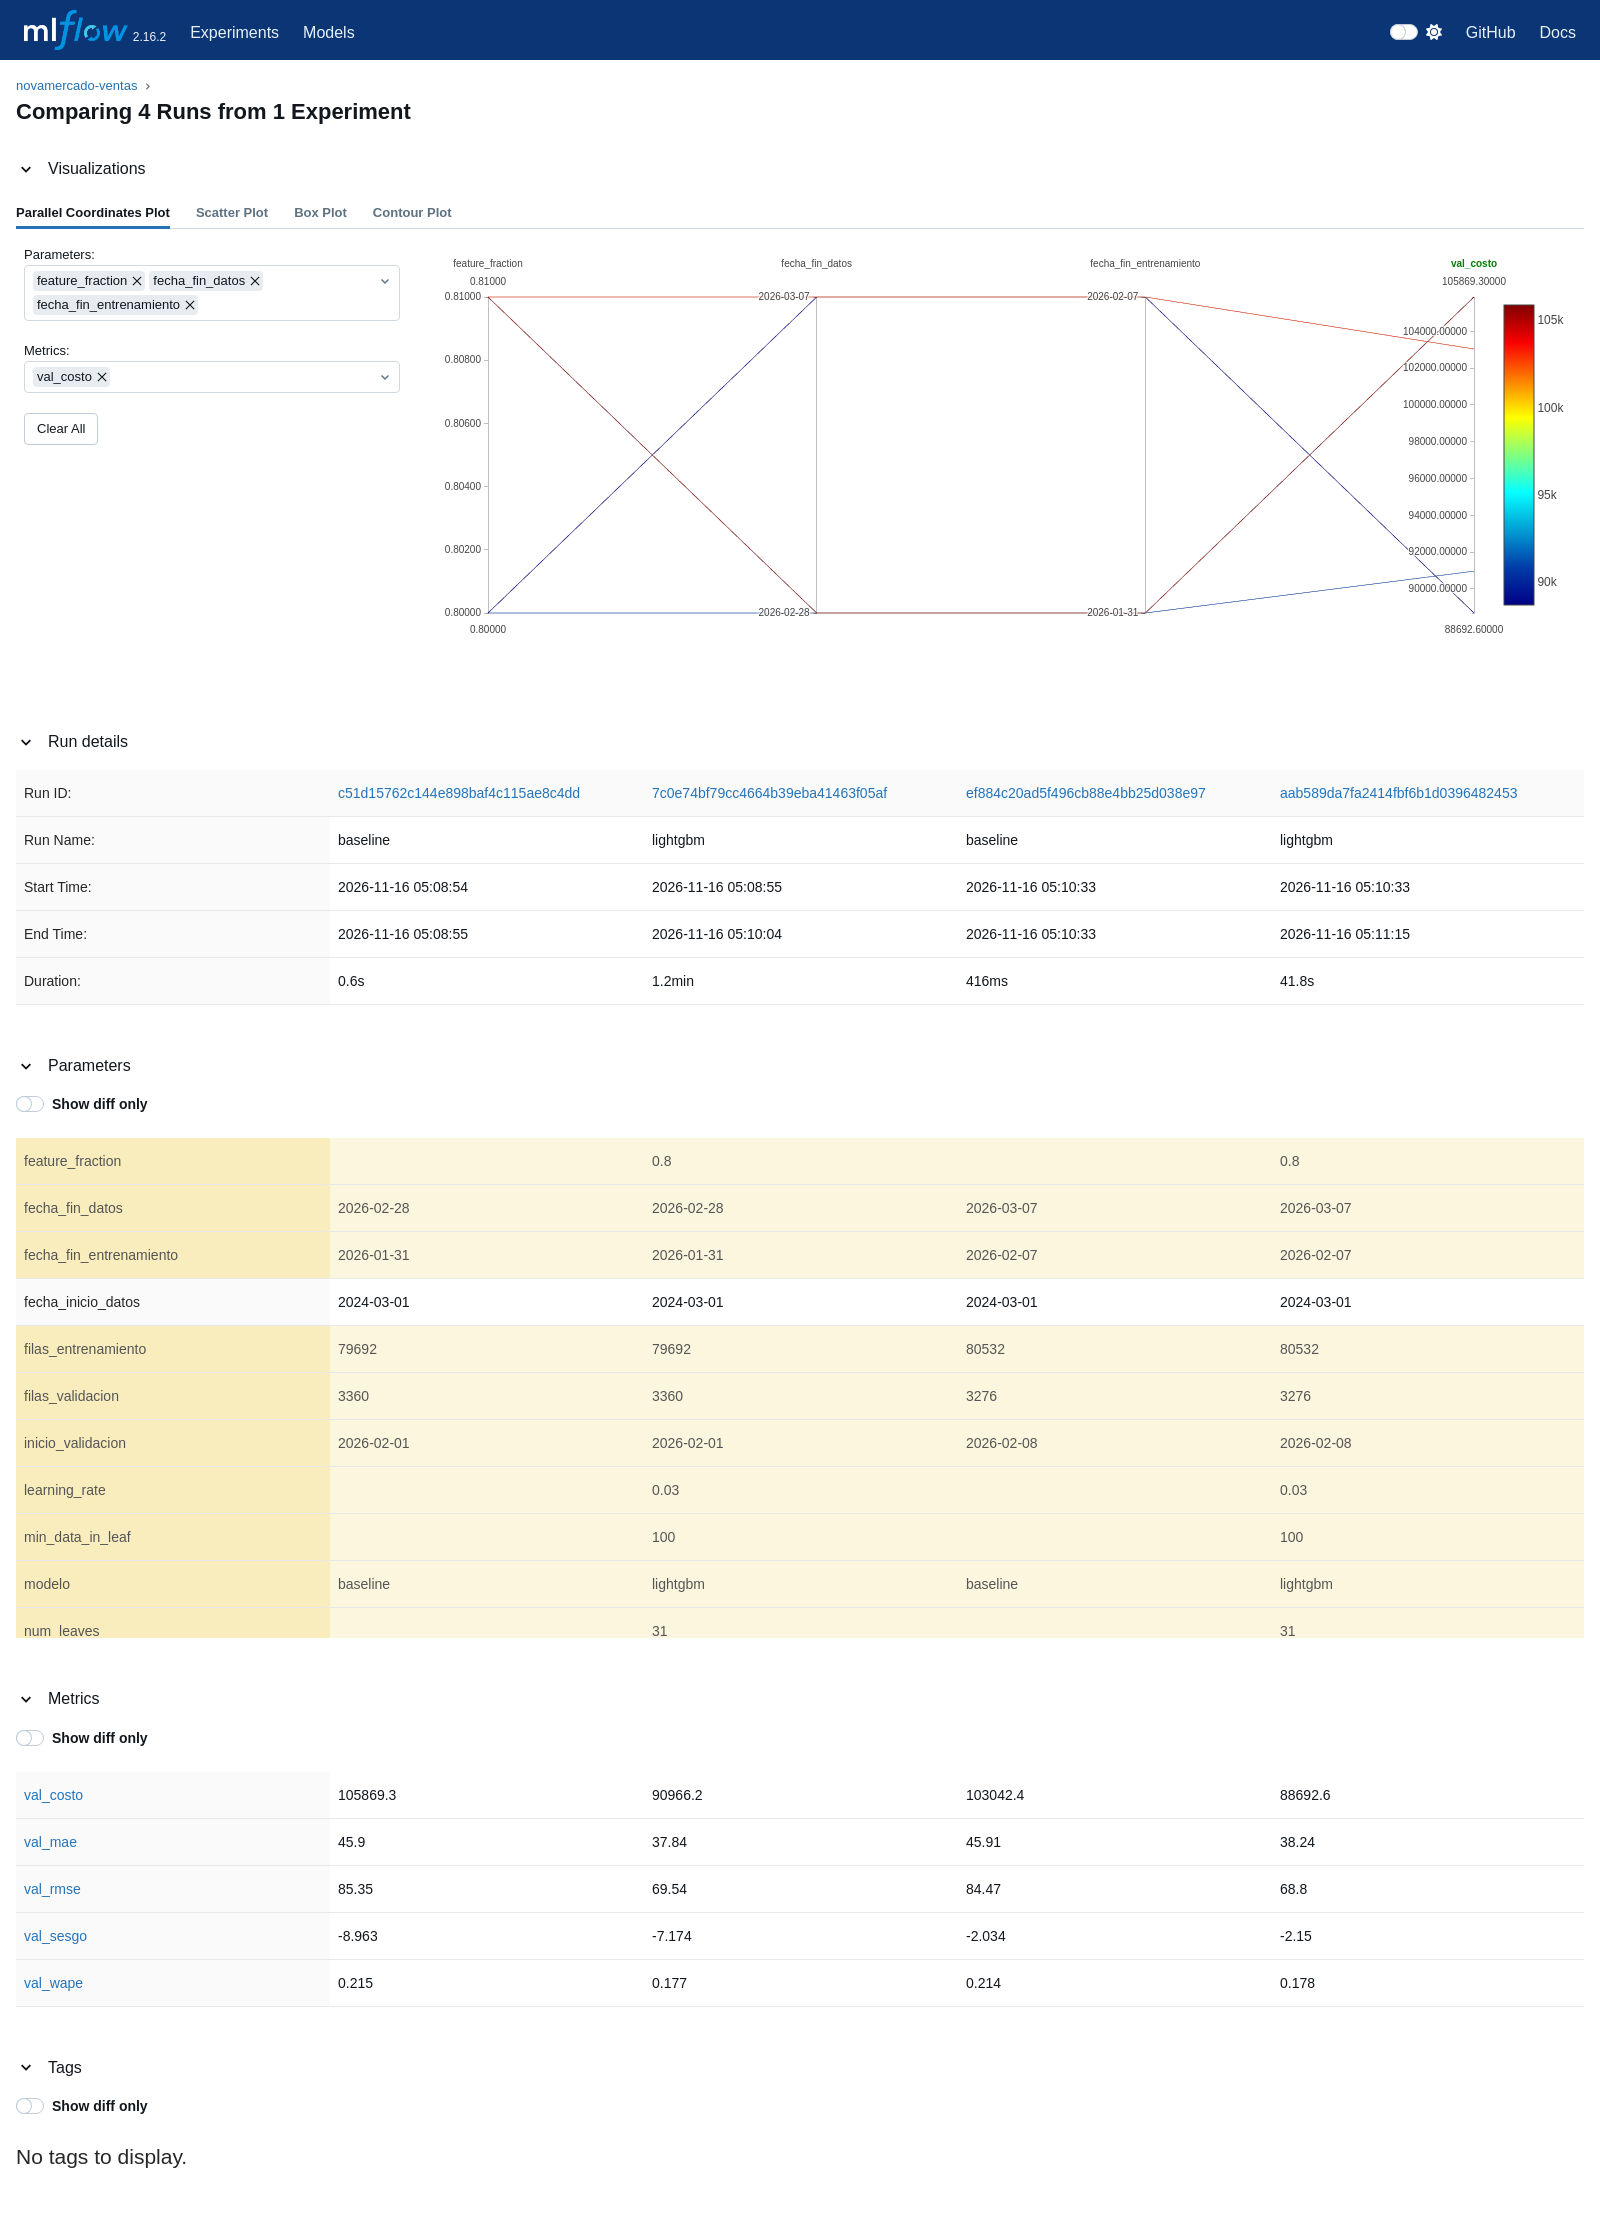 mlflow 2.16.2 Experiments Models GitHub Docs
novamercado-ventas ›
Comparing 4 Runs from 1 Experiment
Visualizations
Parallel Coordinates Plot Scatter Plot Box Plot Contour Plot
Parameters:
feature_fraction fecha_fin_datos
fecha_fin_entrenamiento
Metrics:
val_costo
Clear All
feature_fraction fecha_fin_datos fecha_fin_entrenamiento val_costo
0.81000 105869.30000
0.81000 2026-03-07 2026-02-07
105k
104000.00000
0.80800 102000.00000
100000.00000 100k
0.80600 98000.00000
96000.00000
0.80400 95k
94000.00000
0.80200 92000.00000
90000.00000 90k
0.80000 2026-02-28 2026-01-31
0.80000 88692.60000
Run details
Run ID: c51d15762c144e898baf4c115ae8c4dd 7c0e74bf79cc4664b39eba41463f05af ef884c20ad5f496cb88e4bb25d038e97 aab589da7fa2414fbf6b1d0396482453
Run Name: baseline lightgbm baseline lightgbm
Start Time: 2026-11-16 05:08:54 2026-11-16 05:08:55 2026-11-16 05:10:33 2026-11-16 05:10:33
End Time: 2026-11-16 05:08:55 2026-11-16 05:10:04 2026-11-16 05:10:33 2026-11-16 05:11:15
Duration: 0.6s 1.2min 416ms 41.8s
Parameters
Show diff only
feature_fraction 0.8 0.8
fecha_fin_datos 2026-02-28 2026-02-28 2026-03-07 2026-03-07
fecha_fin_entrenamiento 2026-01-31 2026-01-31 2026-02-07 2026-02-07
fecha_inicio_datos 2024-03-01 2024-03-01 2024-03-01 2024-03-01
filas_entrenamiento 79692 79692 80532 80532
filas_validacion 3360 3360 3276 3276
inicio_validacion 2026-02-01 2026-02-01 2026-02-08 2026-02-08
learning_rate 0.03 0.03
min_data_in_leaf 100 100
modelo baseline lightgbm baseline lightgbm
num_leaves 31 31
Metrics
Show diff only
val_costo 105869.3 90966.2 103042.4 88692.6
val_mae 45.9 37.84 45.91 38.24
val_rmse 85.35 69.54 84.47 68.8
val_sesgo -8.963 -7.174 -2.034 -2.15
val_wape 0.215 0.177 0.214 0.178
Tags
Show diff only
No tags to display.